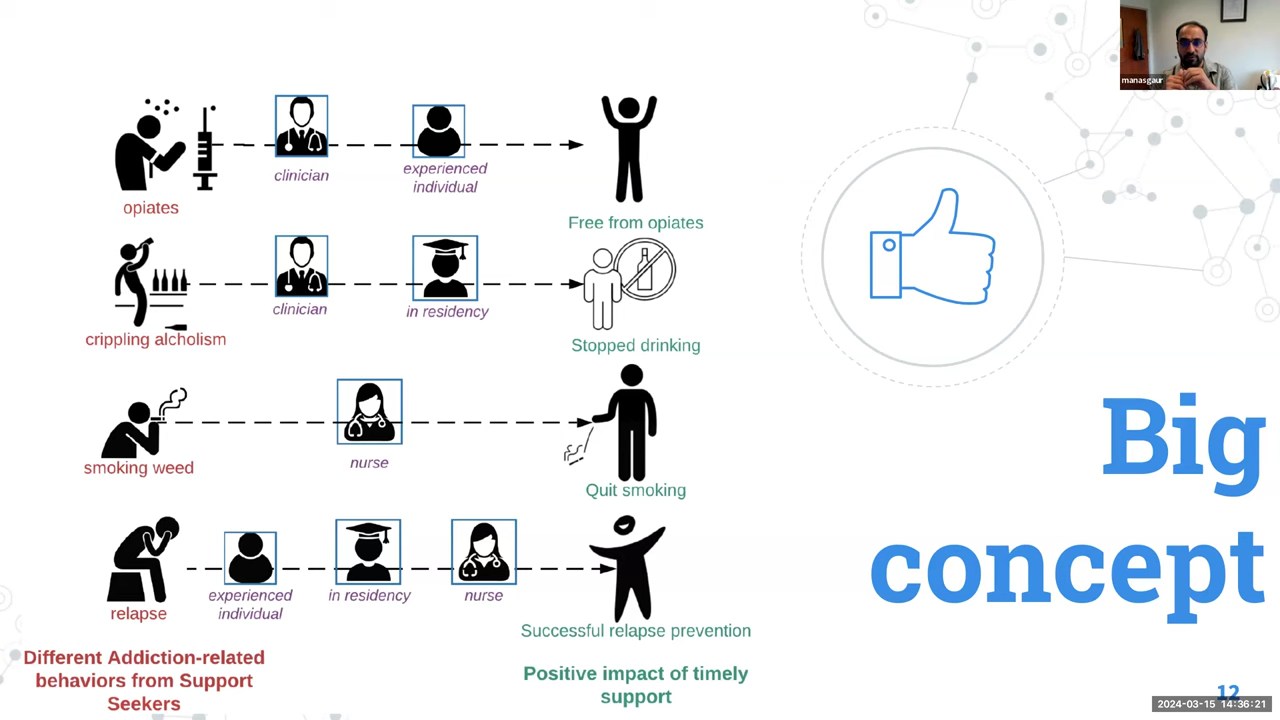 manasgaur
clinician
experienced
individual
opiates
Free from opiates
clinician
in residency
crippling alcholism
Stopped drinking
nurse
smoking weed
Quit smoking
experienced
individual
in residency
nurse
relapse
Successful relapse prevention
Different Addiction-related
behaviors from Support
Seekers
Positive impact of timely
support
Big
concept
12
2024-03-15 14:36:21